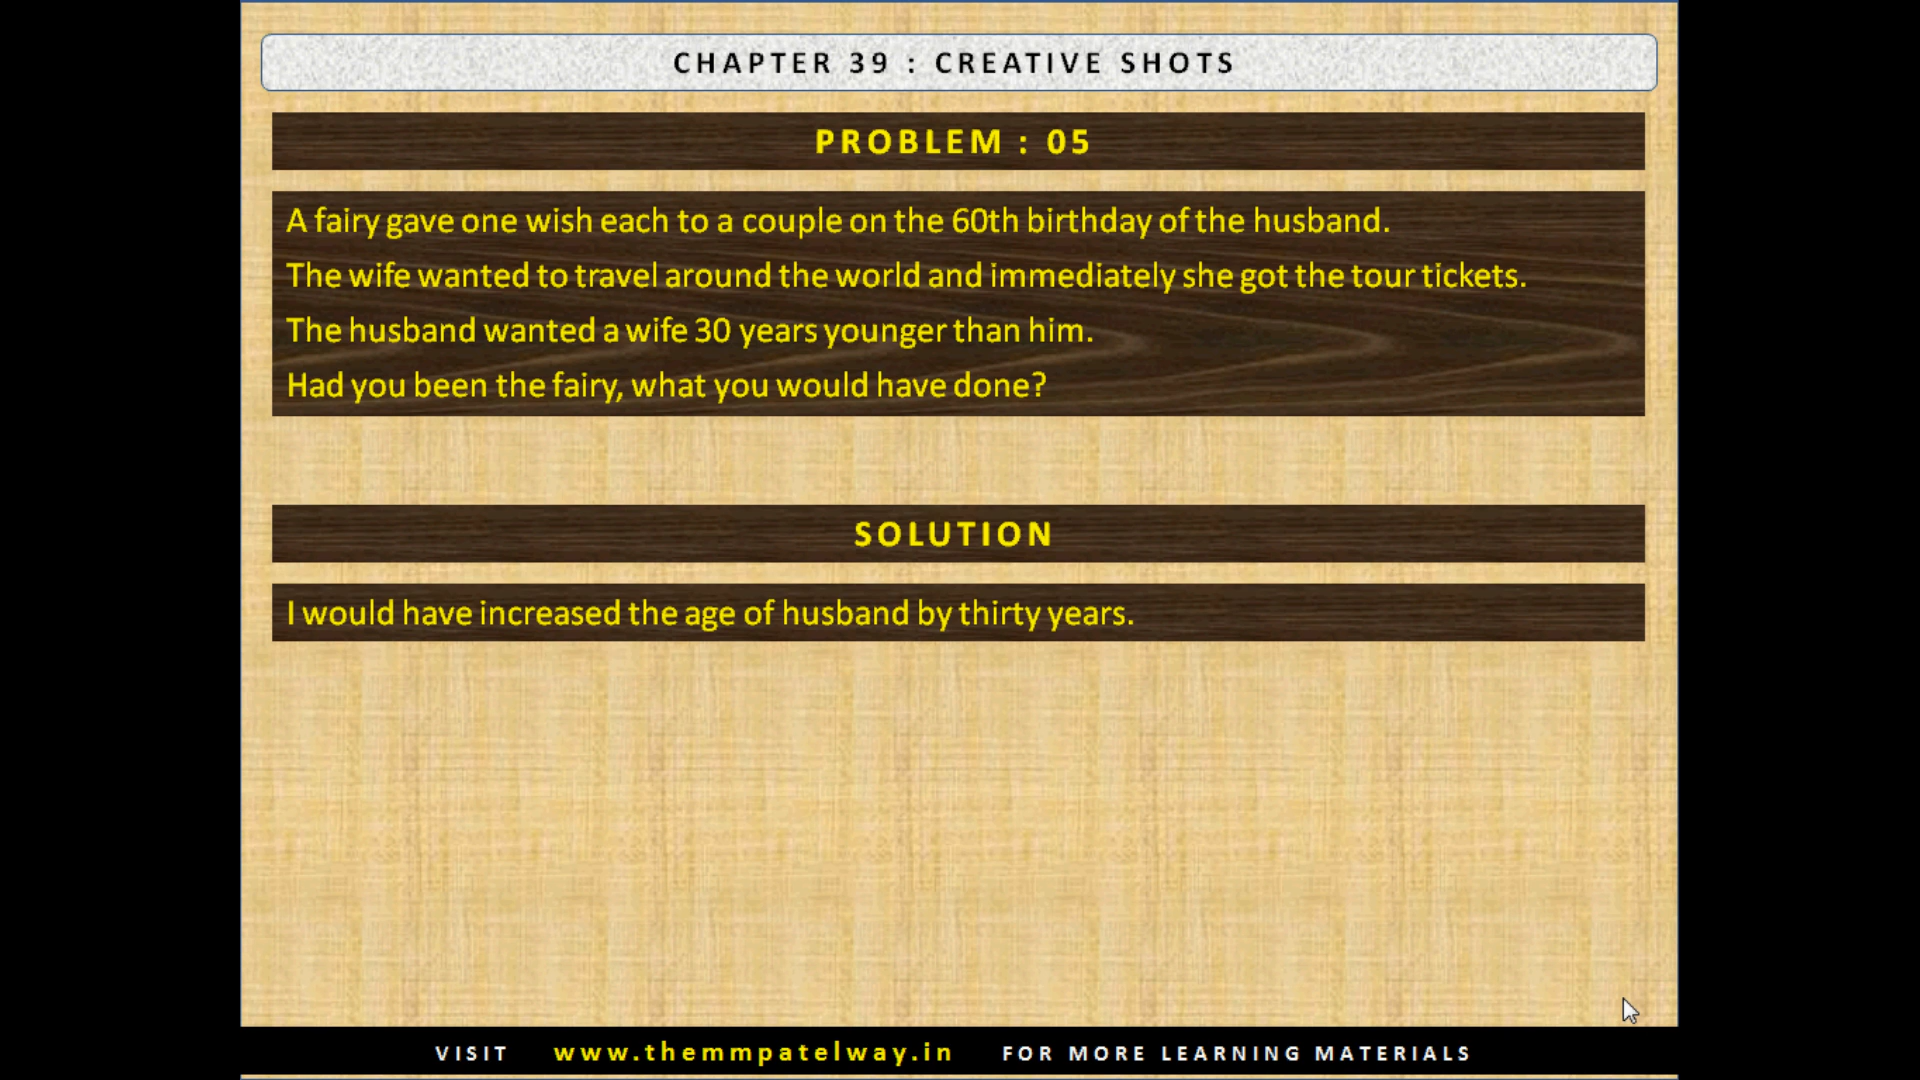 CHAPTER 39 : CREATIVE SHOTS
PROBLEM : 05
A fairy gave one wish each to a couple on the 60th birthday of the husband.
The wife wanted to travel around the world and immediately she got the tour tickets.
The husband wanted a wife 30 years younger than him.
Had you been the fairy, what you would have done?
SOLUTION
I would have increased the age of husband by thirty years.
VISIT www.themmpatelway.in FOR MORE LEARNING MATERIALS